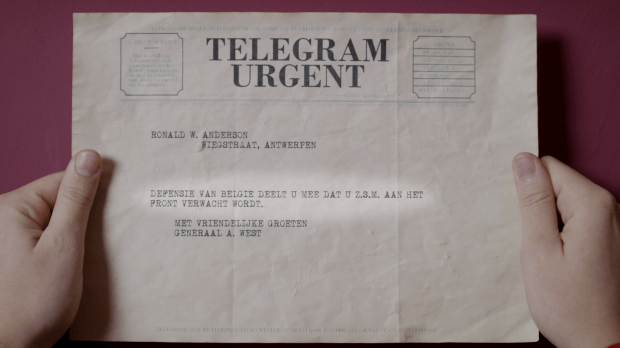 TELEGRAM
URGENT
RONALD W. ANDERSON
WIEGSTRAAT, ANTWERPEN
DEFENSIE VAN BELGIE DEELT U MEE DAT U Z.S.M. AAN HET
FRONT VERWACHT WORDT.
MET VRIENDELIJKE GROETEN
GENERAAL A. WEST